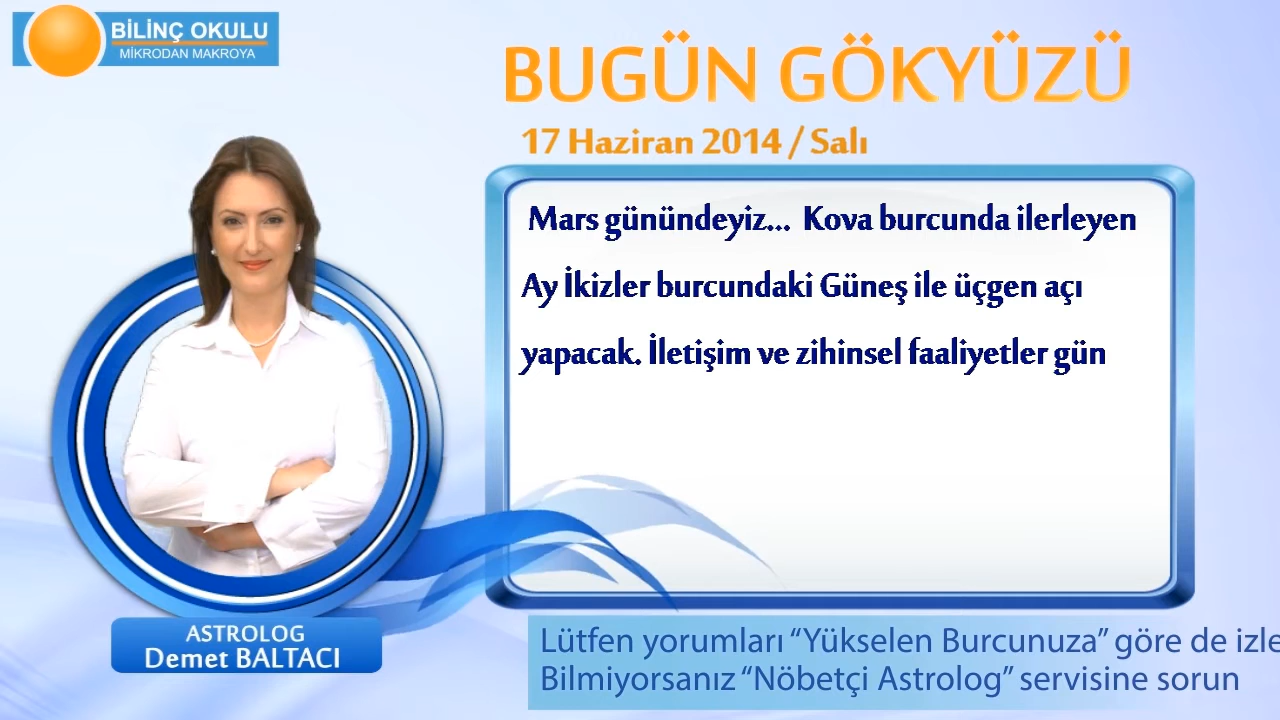 BİLİNÇ OKULU
MİKRODAN MAKROYA
BUGÜN GÖKYÜZÜ
17 Haziran 2014 / Salı
Mars günündeyiz... Kova burcunda ilerleyen
Ay İkizler burcundaki Güneş ile üçgen açı
yapacak. İletişim ve zihinsel faaliyetler gün
ASTROLOG
Demet BALTACI
Lütfen yorumları “Yükselen Burcunuza” göre de izle
Bilmiyorsanız “Nöbetçi Astrolog” servisine sorun